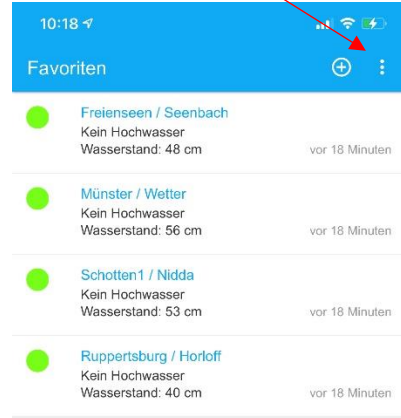 10:18
Favoriten
Freienseen / Seenbach
Kein Hochwasser
Wasserstand: 48 cm
vor 18 Minuten
Münster / Wetter
Kein Hochwasser
Wasserstand: 56 cm
vor 18 Minuten
Schotten1 / Nidda
Kein Hochwasser
Wasserstand: 53 cm
vor 18 Minuten
Ruppertsburg / Horloff
Kein Hochwasser
Wasserstand: 40 cm
vor 18 Minuten